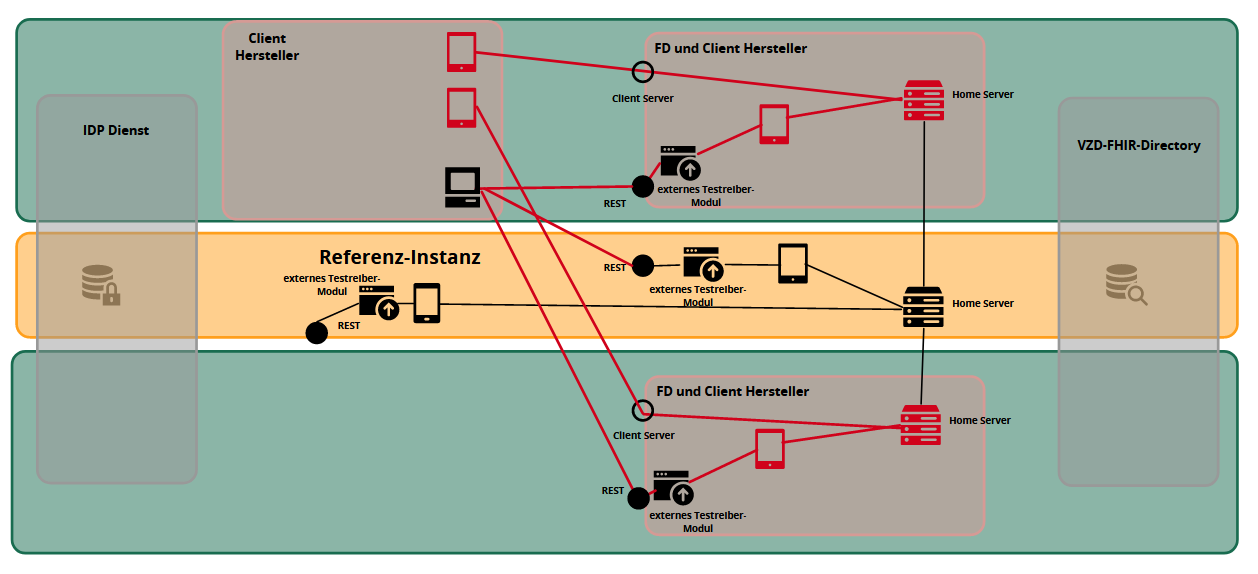 Client
Hersteller
FD und Client Hersteller
Client Server
Home Server
IDP Dienst
VZD-FHIR-Directory
externes Testreiber-
Modul
REST
Referenz-Instanz
externes Testreiber-
Modul
REST
REST
externes Testreiber-
Modul
Home Server
FD und Client Hersteller
Client Server
Home Server
REST
externes Testreiber-
Modul